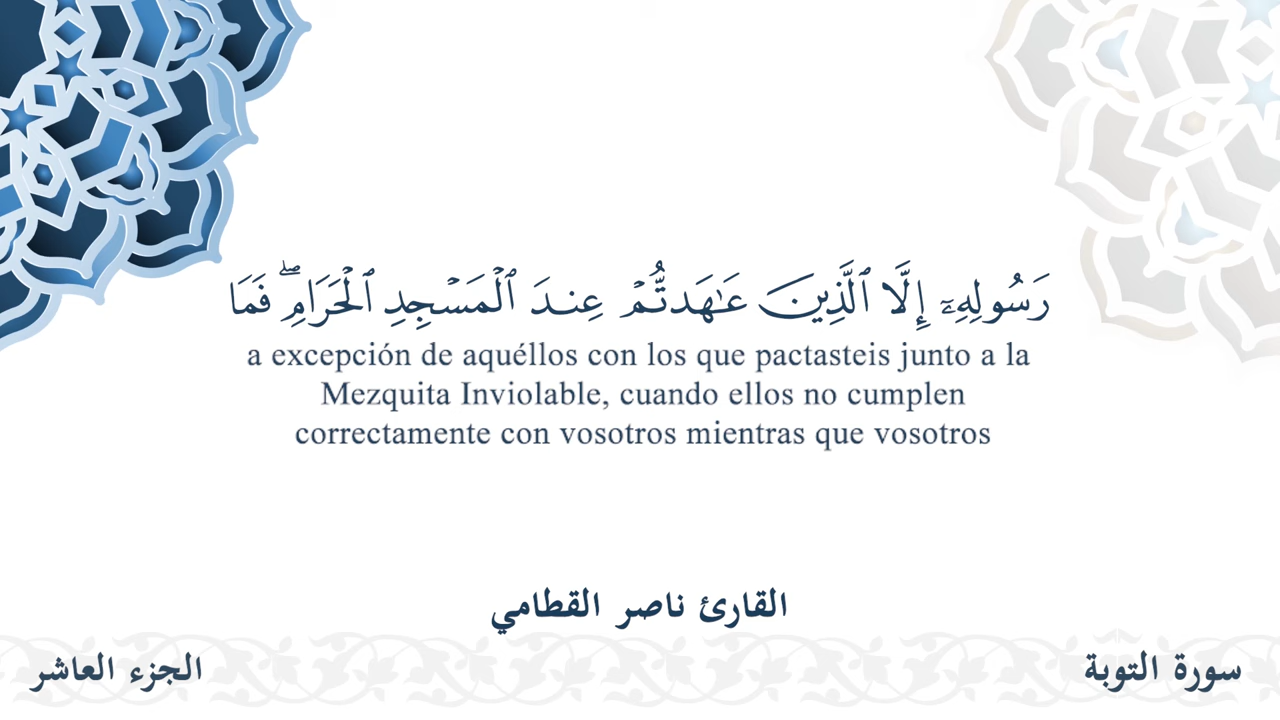 رَسُولِهِۦٓ إِلَّا ٱلَّذِينَ عَـٰهَدتُّمْ عِندَ ٱلْمَسْجِدِ ٱلْحَرَامِ ۖ فَمَا
a excepción de aquéllos con los que pactasteis junto a la
Mezquita Inviolable, cuando ellos no cumplen
correctamente con vosotros mientras que vosotros
القارئ ناصر القطامي
سورة التوبة
الجزء العاشر